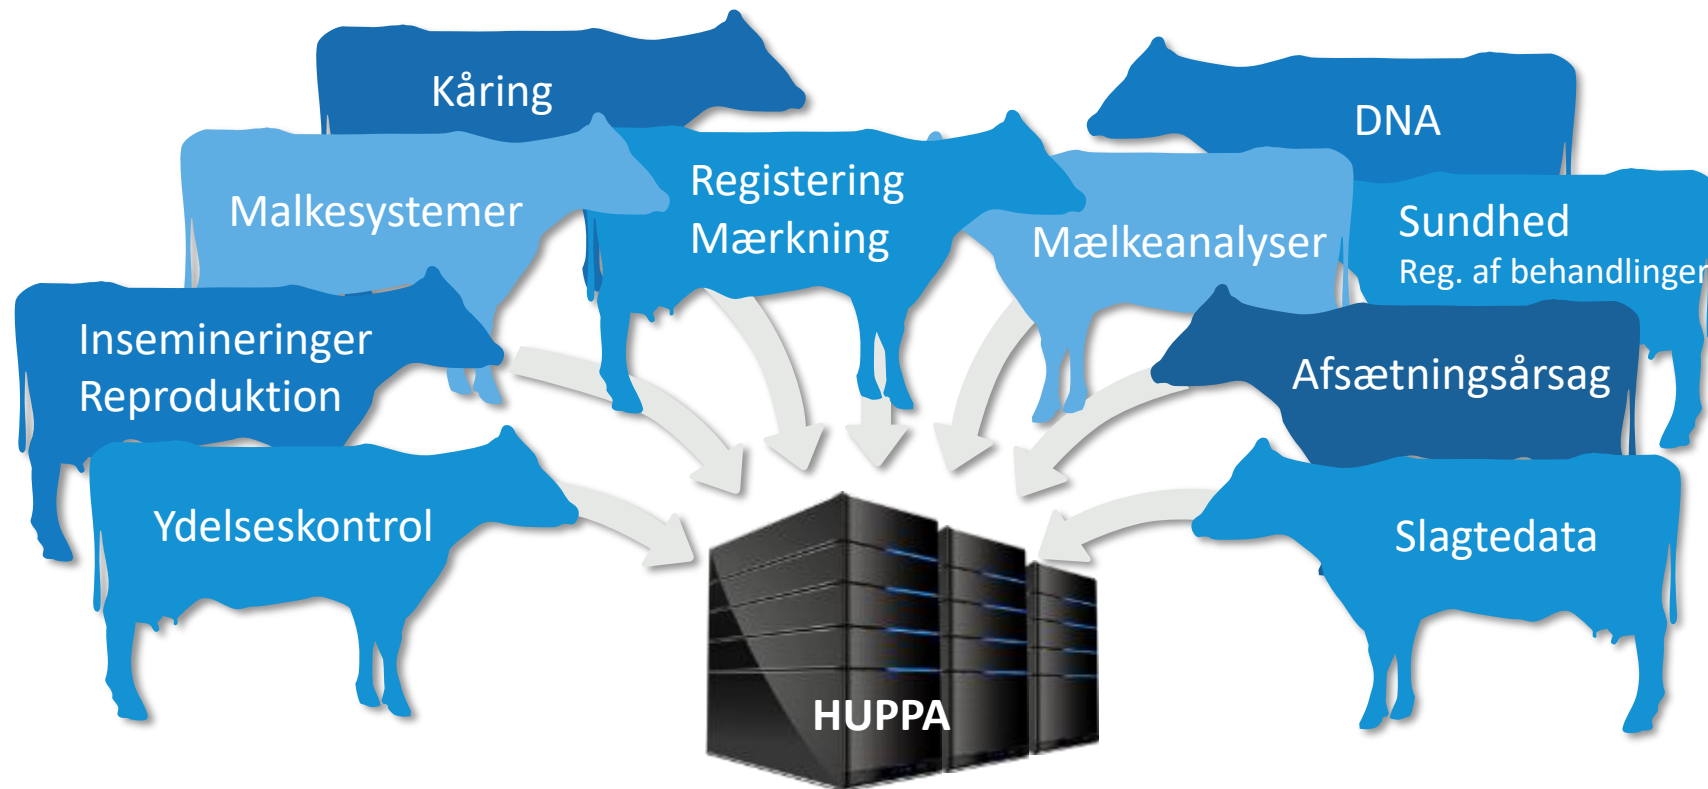 Kåring
DNA
Malkesystemer
Registering
Mærkning
Mælkeanalyser
Sundhed
Reg. af behandlinger
Insemineringer
Reproduktion
Afsætningsårsag
Ydelseskontrol
Slagtedata
HUPPA